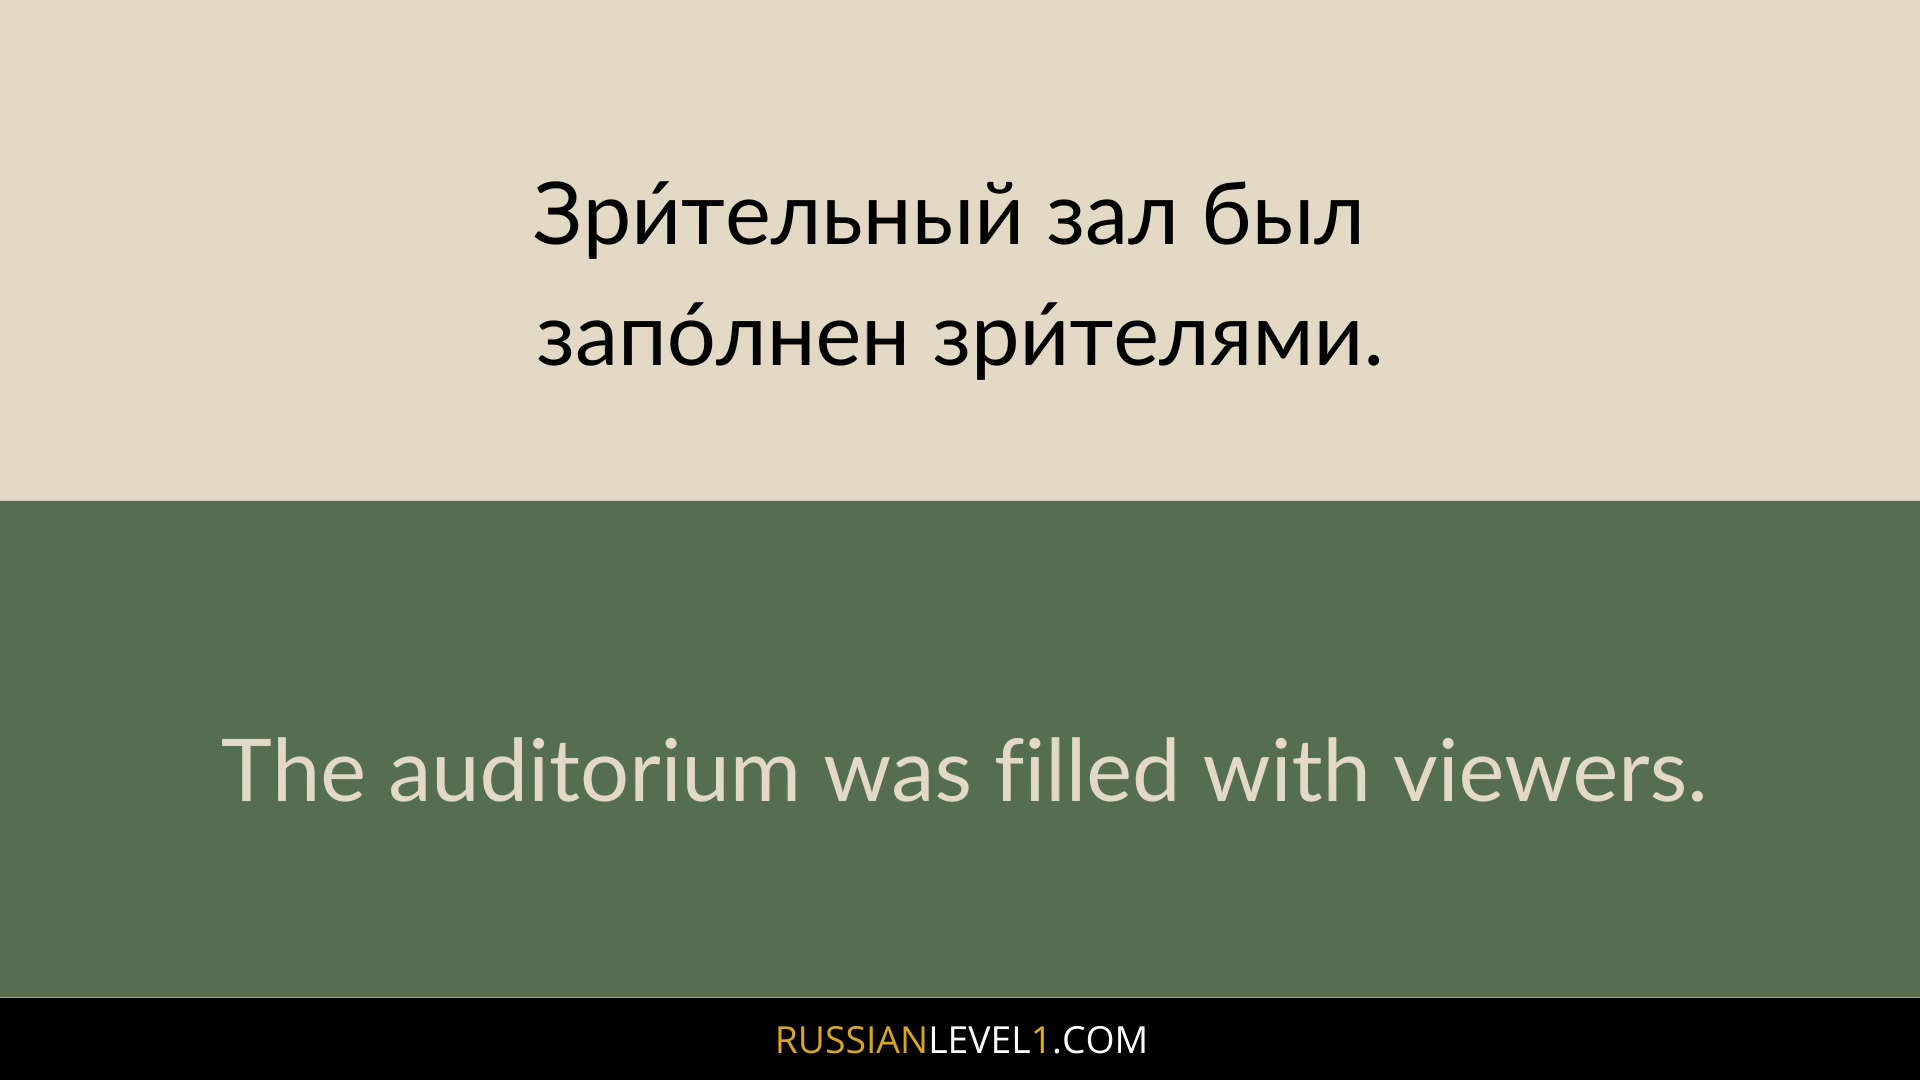 Зри́тельный зал был
запо́лнен зри́телями.
The auditorium was filled with viewers.
RUSSIANLEVEL1.COM